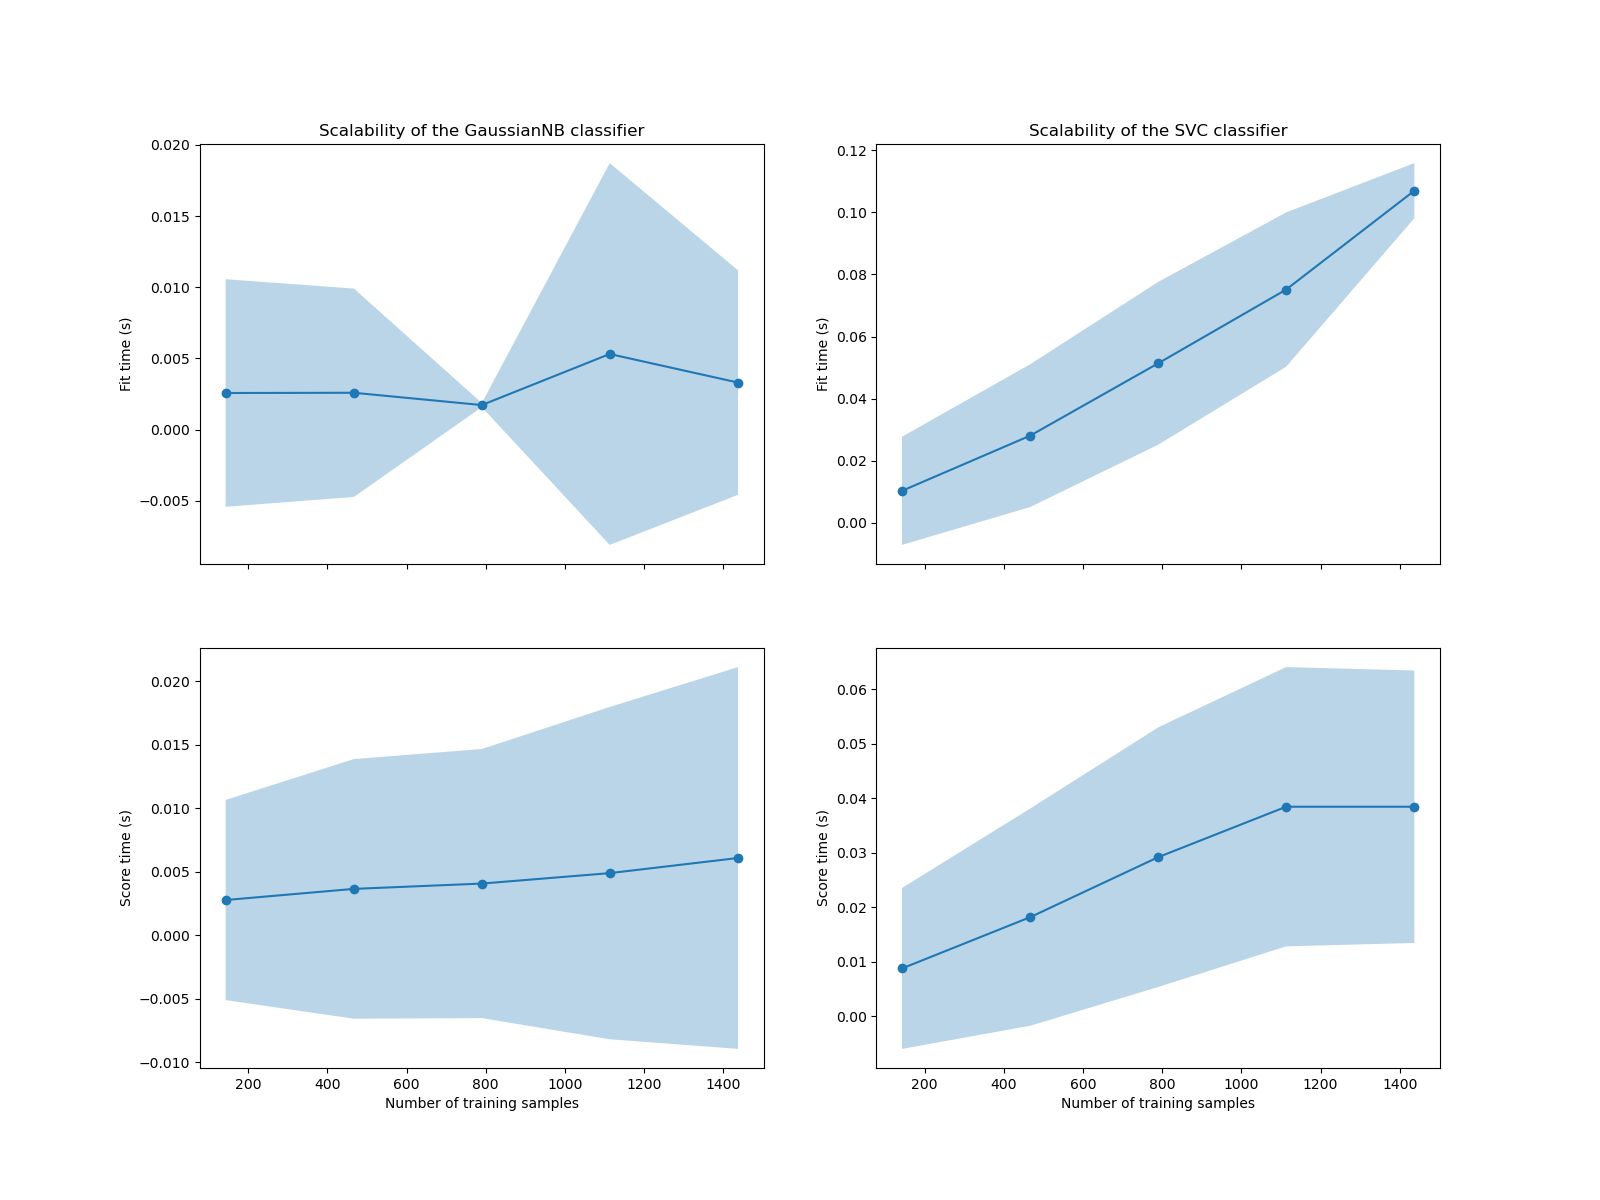 Scalability of the GaussianNB classifier
0.020
0.015
0.010
0.005
0.000
−0.005
Fit time (s)
Scalability of the SVC classifier
0.12
0.10
0.08
0.06
0.04
0.02
0.00
Fit time (s)
0.020
0.015
0.010
0.005
0.000
−0.005
−0.010
Score time (s)
200 400 600 800 1000 1200 1400
Number of training samples
0.06
0.05
0.04
0.03
0.02
0.01
0.00
Score time (s)
200 400 600 800 1000 1200 1400
Number of training samples